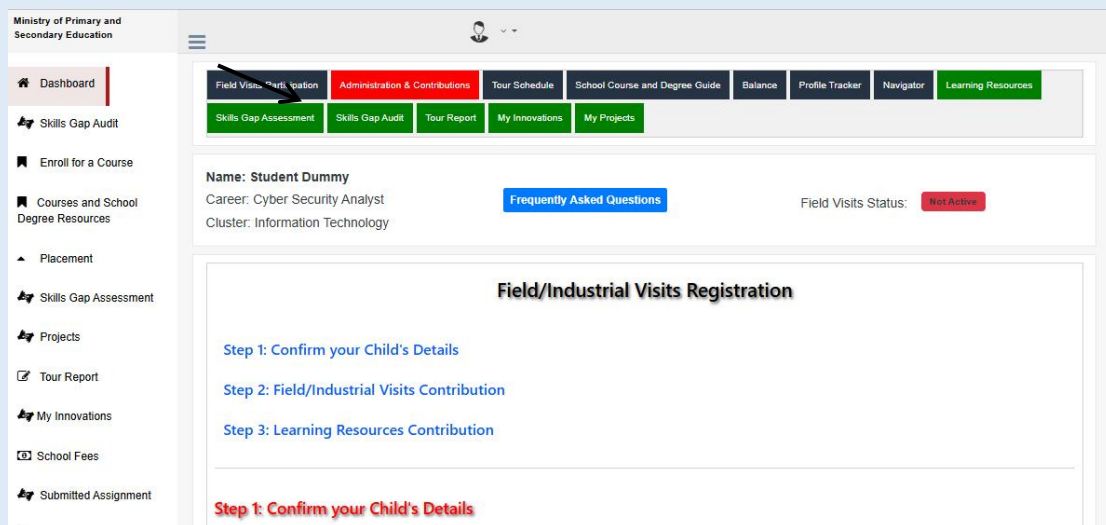 Ministry of Primary and
Secondary Education
Dashboard
Skills Gap Audit
Enroll for a Course
Courses and School
Degree Resources
Placement
Skills Gap Assessment
Projects
Tour Report
My Innovations
School Fees
Submitted Assignment
Field Visits Participation
Administration & Contributions
Tour Schedule
School Course and Degree Guide
Balance
Profile Tracker
Navigator
Learning Resources
Skills Gap Assessment
Skills Gap Audit
Tour Report
My Innovations
My Projects
Name: Student Dummy
Career: Cyber Security Analyst
Cluster: Information Technology
Frequently Asked Questions
Field Visits Status:
Not Active
Field/Industrial Visits Registration
Step 1: Confirm your Child's Details
Step 2: Field/Industrial Visits Contribution
Step 3: Learning Resources Contribution
Step 1: Confirm your Child's Details